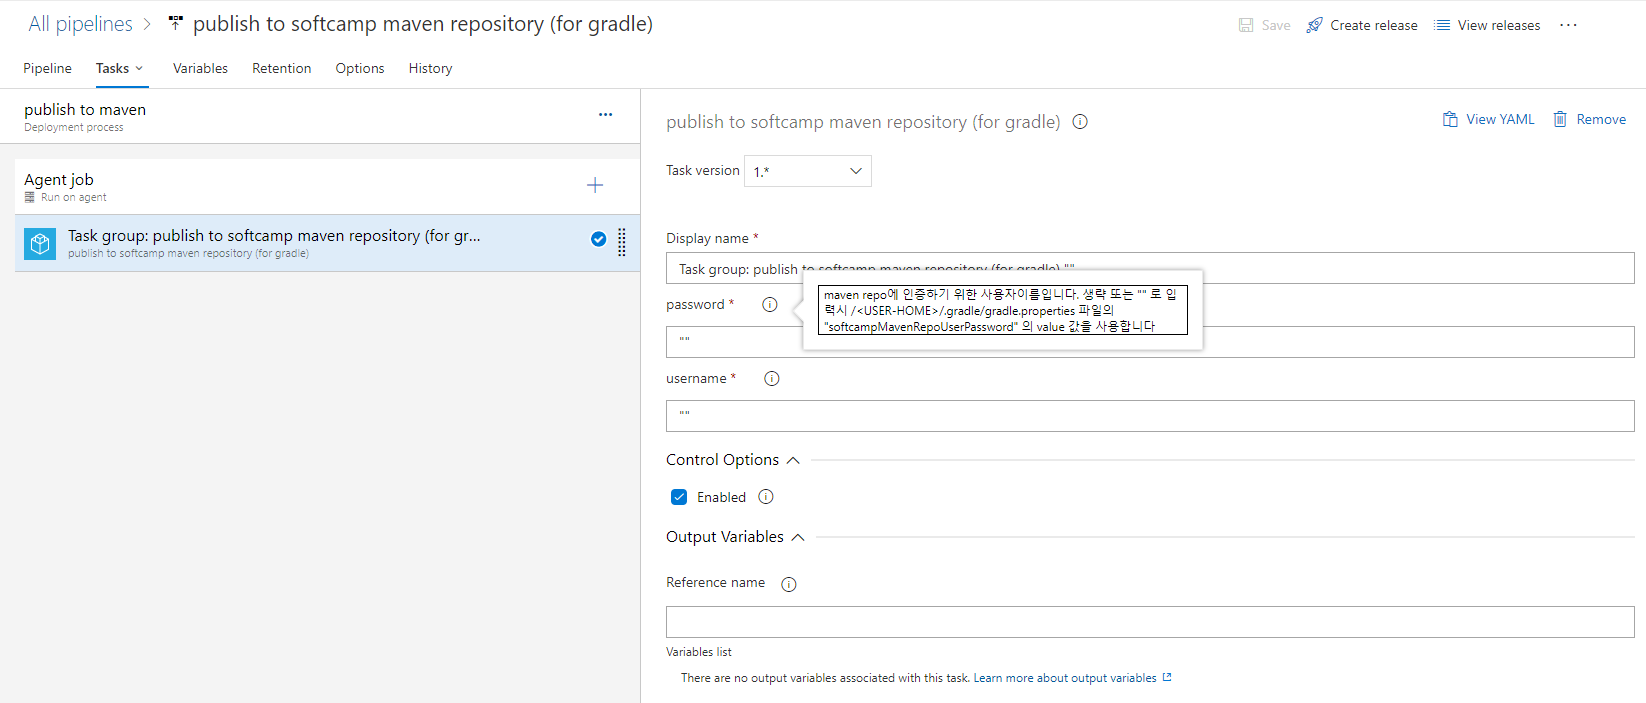 All pipelines > publish to softcamp maven repository (for gradle)
Save Create release View releases ...
Pipeline Tasks Variables Retention Options History
publish to maven
Deployment process
...
Agent job
Run on agent
Task group: publish to softcamp maven repository (for gr...
publish to softcamp maven repository (for gradle)
publish to softcamp maven repository (for gradle)
View YAML Remove
Task version 1.*
Display name *
Task group: publish to softcamp maven repository (for gradle) ""
password *
maven repo에 인증하기 위한 사용자이름입니다. 생략 또는 "" 로 입
력시 /<USER-HOME>/.gradle/gradle.properties 파일의
"softcampMavenRepoUserPassword" 의 value 값을 사용합니다
""
username *
""
Control Options
Enabled
Output Variables
Reference name
Variables list
There are no output variables associated with this task. Learn more about output variables